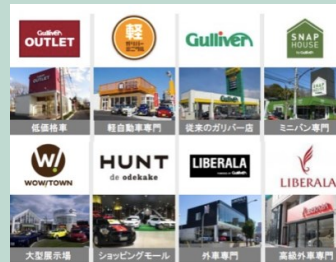 Gulliver
OUTLET
軽
Gulliver
SNAP
HOUSE
低価格車
軽自動車専門
従来のガリバー店
ミニバン専門
W!
WOW!TOWN
HUNT
de odekake
LIBERALA
LIBERALA
大型展示場
ショッピングモール
外車専門
高級外車専門